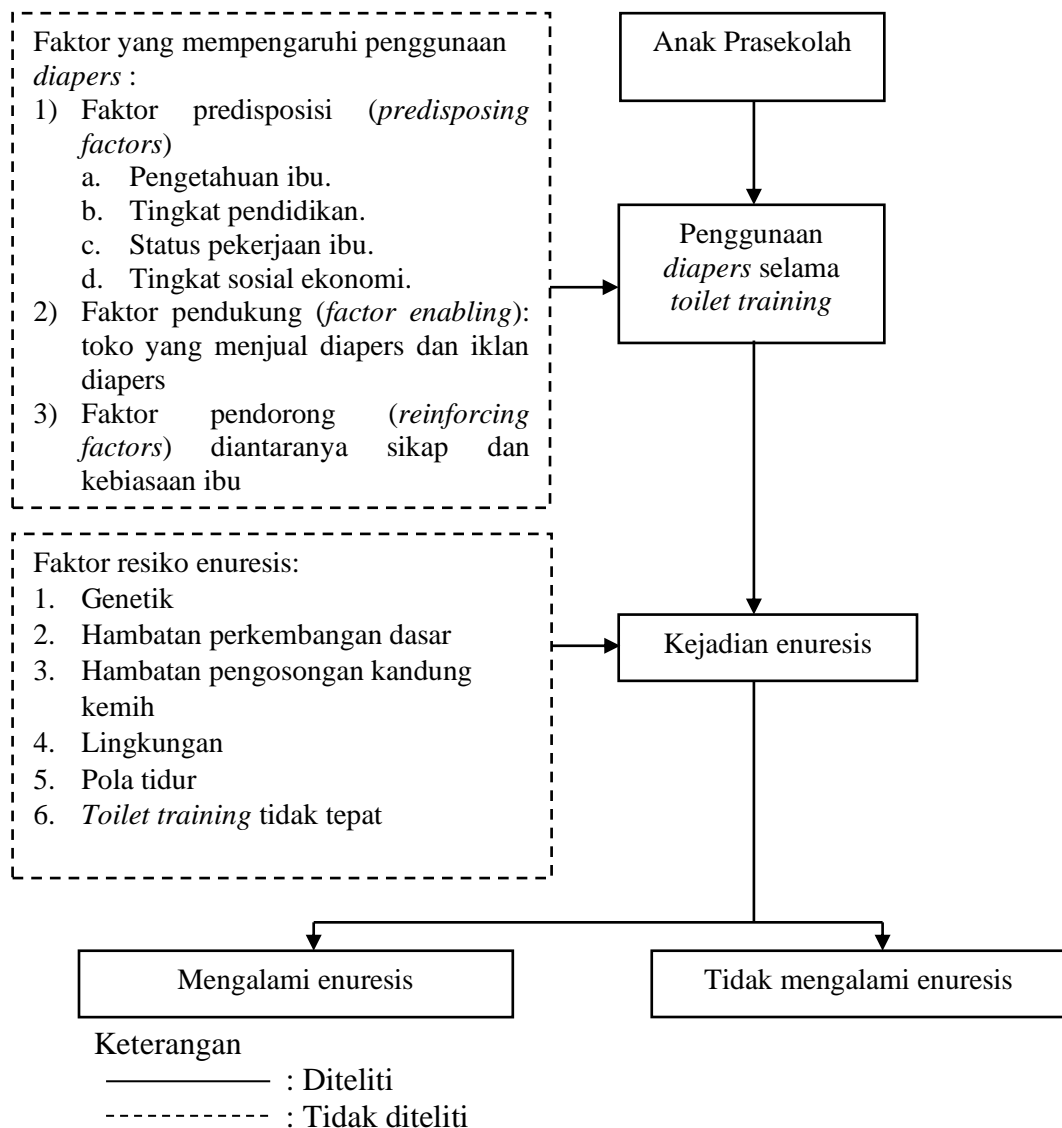 Faktor yang mempengaruhi penggunaan
diapers :
1) Faktor predisposisi (predisposing
factors)
a. Pengetahuan ibu.
b. Tingkat pendidikan.
c. Status pekerjaan ibu.
d. Tingkat sosial ekonomi.
2) Faktor pendukung (factor enabling):
toko yang menjual diapers dan iklan
diapers
3) Faktor pendorong (reinforcing
factors) diantaranya sikap dan
kebiasaan ibu
Anak Prasekolah
Penggunaan
diapers selama
toilet training
Faktor resiko enuresis:
1. Genetik
2. Hambatan perkembangan dasar
3. Hambatan pengosongan kandung
kemih
4. Lingkungan
5. Pola tidur
6. Toilet training tidak tepat
Kejadian enuresis
Mengalami enuresis
Tidak mengalami enuresis
Keterangan
: Diteliti
: Tidak diteliti